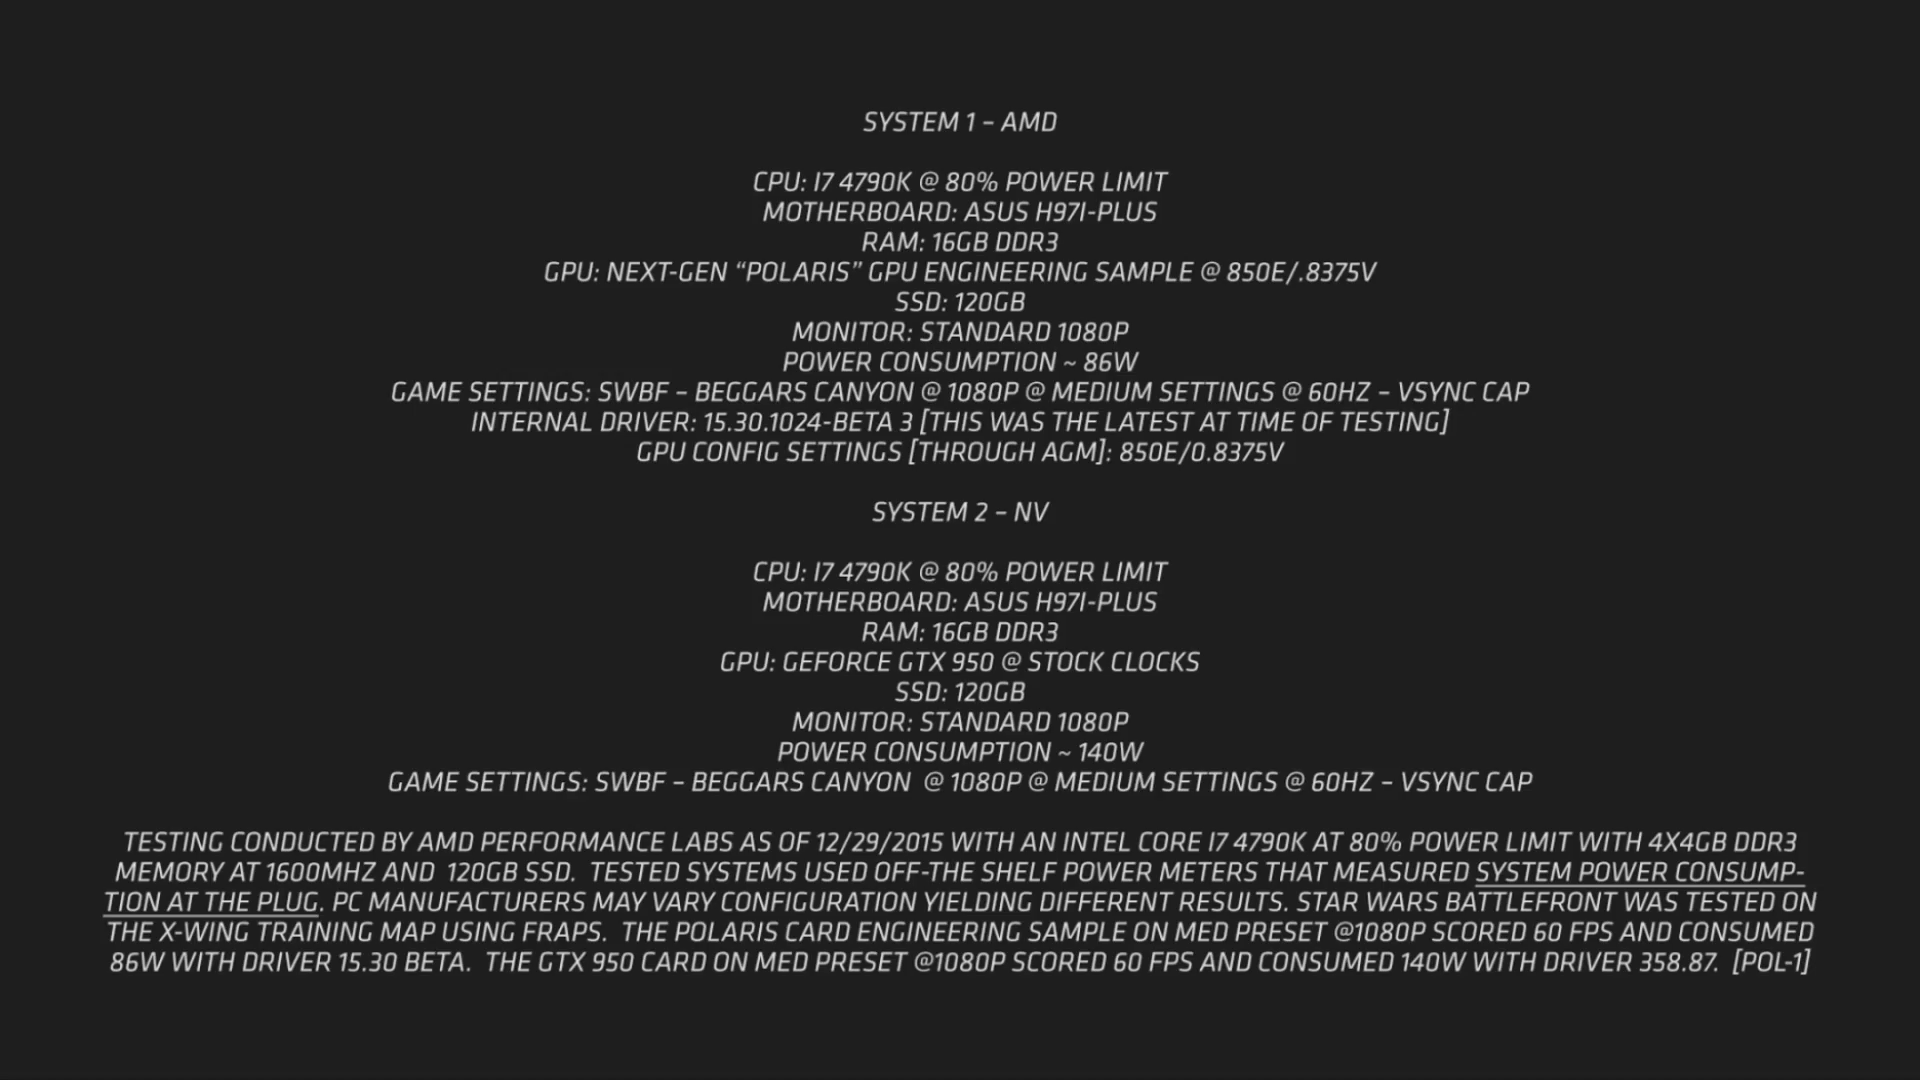 SYSTEM 1 – AMD
CPU: I7 4790K @ 80% POWER LIMIT
MOTHERBOARD: ASUS H97I-PLUS
RAM: 16GB DDR3
GPU: NEXT-GEN “POLARIS” GPU ENGINEERING SAMPLE @ 850E/.8375V
SSD: 120GB
MONITOR: STANDARD 1080P
POWER CONSUMPTION ~ 86W
GAME SETTINGS: SWBF – BEGGARS CANYON @ 1080P @ MEDIUM SETTINGS @ 60HZ – VSYNC CAP
INTERNAL DRIVER: 15.30.1024-BETA 3 [THIS WAS THE LATEST AT TIME OF TESTING]
GPU CONFIG SETTINGS [THROUGH AGM]: 850E/0.8375V
SYSTEM 2 – NV
CPU: I7 4790K @ 80% POWER LIMIT
MOTHERBOARD: ASUS H97I-PLUS
RAM: 16GB DDR3
GPU: GEFORCE GTX 950 @ STOCK CLOCKS
SSD: 120GB
MONITOR: STANDARD 1080P
POWER CONSUMPTION ~ 140W
GAME SETTINGS: SWBF – BEGGARS CANYON  @ 1080P @ MEDIUM SETTINGS @ 60HZ – VSYNC CAP
TESTING CONDUCTED BY AMD PERFORMANCE LABS AS OF 12/29/2015 WITH AN INTEL CORE I7 4790K AT 80% POWER LIMIT WITH 4X4GB DDR3
MEMORY AT 1600MHZ AND  120GB SSD.  TESTED SYSTEMS USED OFF-THE SHELF POWER METERS THAT MEASURED SYSTEM POWER CONSUMP-
TION AT THE PLUG. PC MANUFACTURERS MAY VARY CONFIGURATION YIELDING DIFFERENT RESULTS. STAR WARS BATTLEFRONT WAS TESTED ON
THE X-WING TRAINING MAP USING FRAPS.  THE POLARIS CARD ENGINEERING SAMPLE ON MED PRESET @1080P SCORED 60 FPS AND CONSUMED
86W WITH DRIVER 15.30 BETA.  THE GTX 950 CARD ON MED PRESET @1080P SCORED 60 FPS AND CONSUMED 140W WITH DRIVER 358.87.  [POL-1]